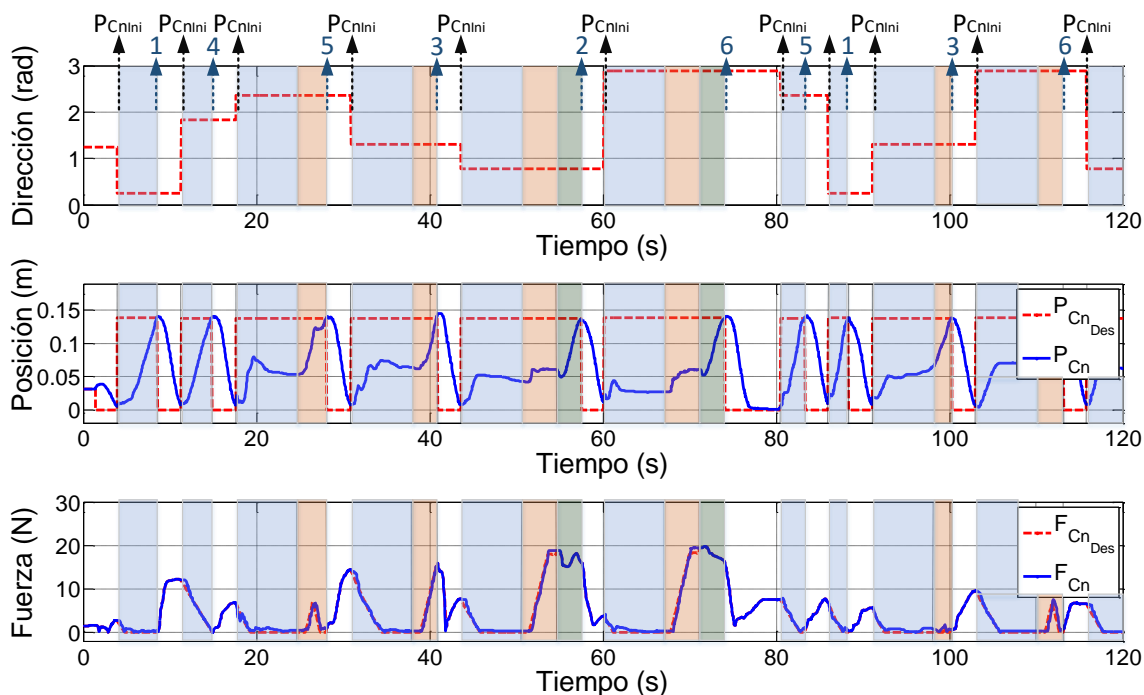 PCnIni PCnIni PCnIni PCnIni PCnIni PCnIni PCnIni PCnIni PCnIni PCnIni
1 4 5 3 2 6 5 1 3 6
Dirección (rad)
3
2
1
0
0 20 40 60 80 100 120
Tiempo (s)
Posición (m)
0.15
0.1
0.05
0
PCnDes
PCn
0 20 40 60 80 100 120
Tiempo (s)
Fuerza (N)
30
20
10
0
FCnDes
FCn
0 20 40 60 80 100 120
Tiempo (s)